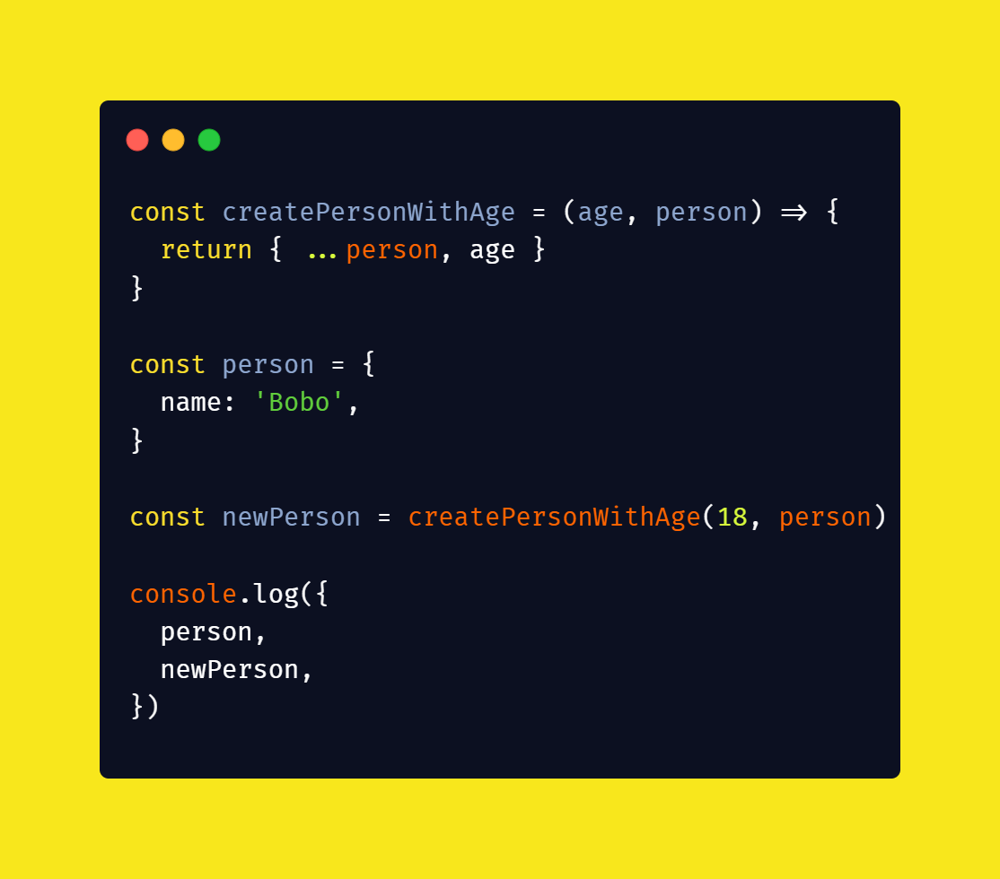 const createPersonWithAge = (age, person) => {
  return { ...person, age }
}
const person = {
  name: 'Bobo',
}
const newPerson = createPersonWithAge(18, person)
console.log({
  person,
  newPerson,
})